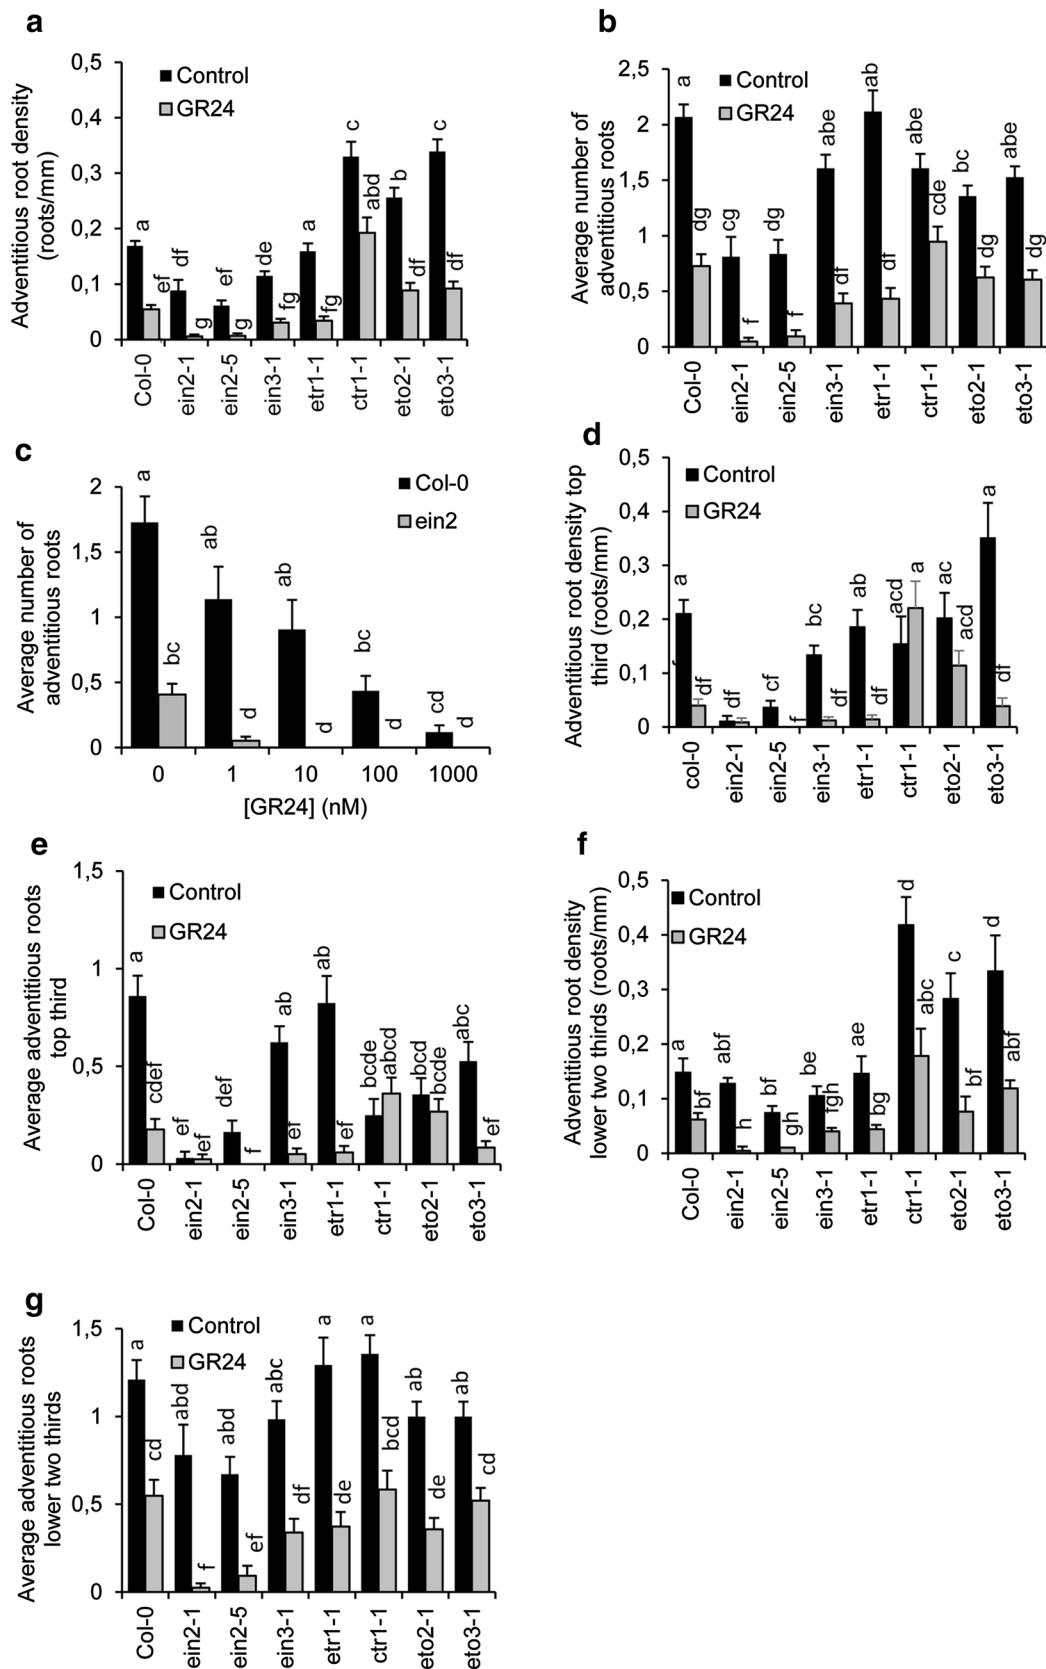 a
Adventitious root density
(roots/mm)
0,5
0,4
0,3
0,2
0,1
0
Control
GR24
a
ef
df
g
ef
g
de
fg
a
fg
c
abd
b
df
c
df
Col-0
ein2-1
ein2-5
ein3-1
etr1-1
ctr1-1
eto2-1
eto3-1
b
Average number of
adventitious roots
2,5
2
1,5
1
0,5
0
Control
GR24
a
dg
cg
f
dg
f
abe
df
ab
df
abe
cde
bc
dg
abe
dg
Col-0
ein2-1
ein2-5
ein3-1
etr1-1
ctr1-1
eto2-1
eto3-1
c
Average number of
adventitious roots
2
1,5
1
0,5
0
Col-0
ein2
a
bc
ab
d
ab
d
bc
d
cd
d
0 1 10 100 1000
[GR24] (nM)
d
Adventitious root density top
third (roots/mm)
0,5
0,4
0,3
0,2
0,1
0
Control
GR24
a
df
df
cf
f
bc
df
ab
df
acd
a
ac
acd
a
df
col-0
ein2-1
ein2-5
ein3-1
etr1-1
ctr1-1
eto2-1
eto3-1
e
Average adventitious roots
top third
1,5
1
0,5
0
Control
GR24
a
cdef
ef
ef
def
f
ab
ef
ab
ef
bcde
abcd
bcd
bcde
abc
ef
Col-0
ein2-1
ein2-5
ein3-1
etr1-1
ctr1-1
eto2-1
eto3-1
f
Adventitious root density
lower two thirds (roots/mm)
0,5
0,4
0,3
0,2
0,1
0
Control
GR24
a
bf
abf
h
bf
gh
be
fgh
ae
bg
d
abc
c
bf
d
abf
Col-0
ein2-1
ein2-5
ein3-1
etr1-1
ctr1-1
eto2-1
eto3-1
g
Average adventitious roots
lower two thirds
1,5
1
0,5
0
Control
GR24
a
cd
abd
f
abd
ef
abc
df
a
de
a
bcd
ab
de
ab
cd
Col-0
ein2-1
ein2-5
ein3-1
etr1-1
ctr1-1
eto2-1
eto3-1